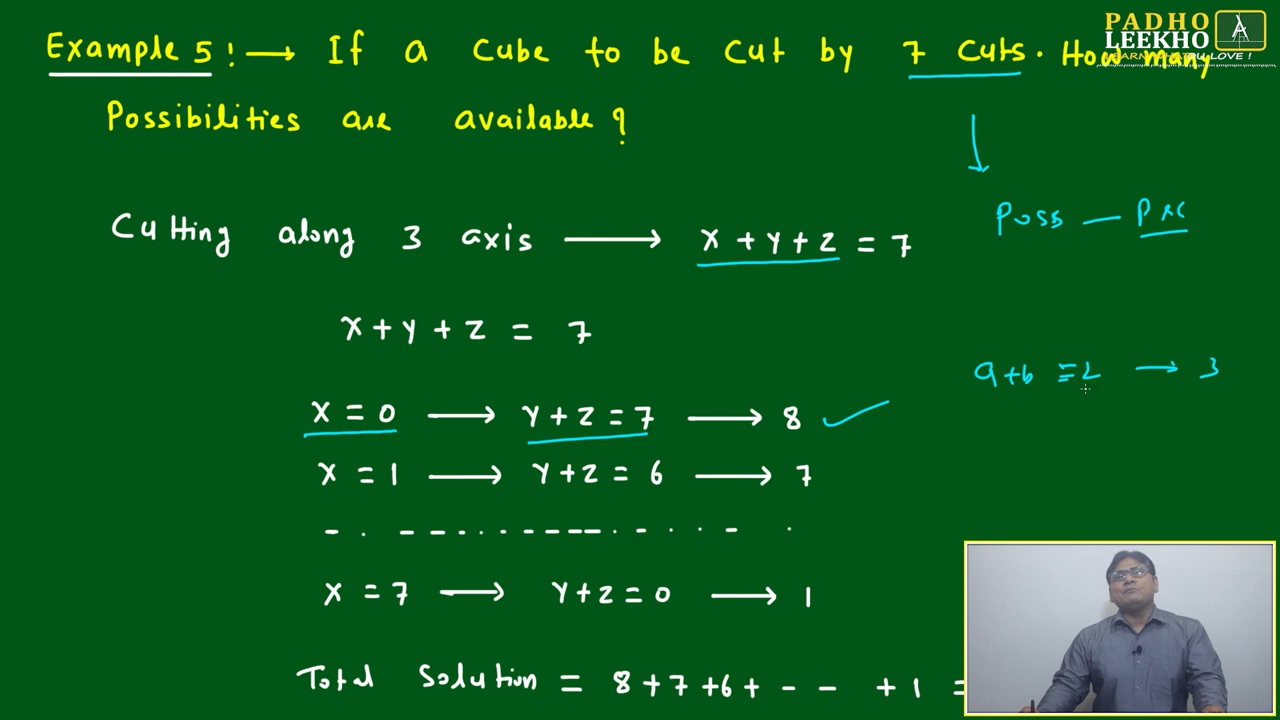 PADHO
LEEKHO
Example 5 : → If a cube to be cut by 7 cuts. How many
Possibilities are available ?
Poss — PAC
Cutting along 3 axis → x + y + z = 7
x + y + z = 7
a+b = 2 → 3
x = 0 → y + z = 7 → 8 ✓
x = 1 → y + z = 6 → 7
x = 7 → y + z = 0 → 1
Total Solution = 8 + 7 + 6 + - - + 1 =